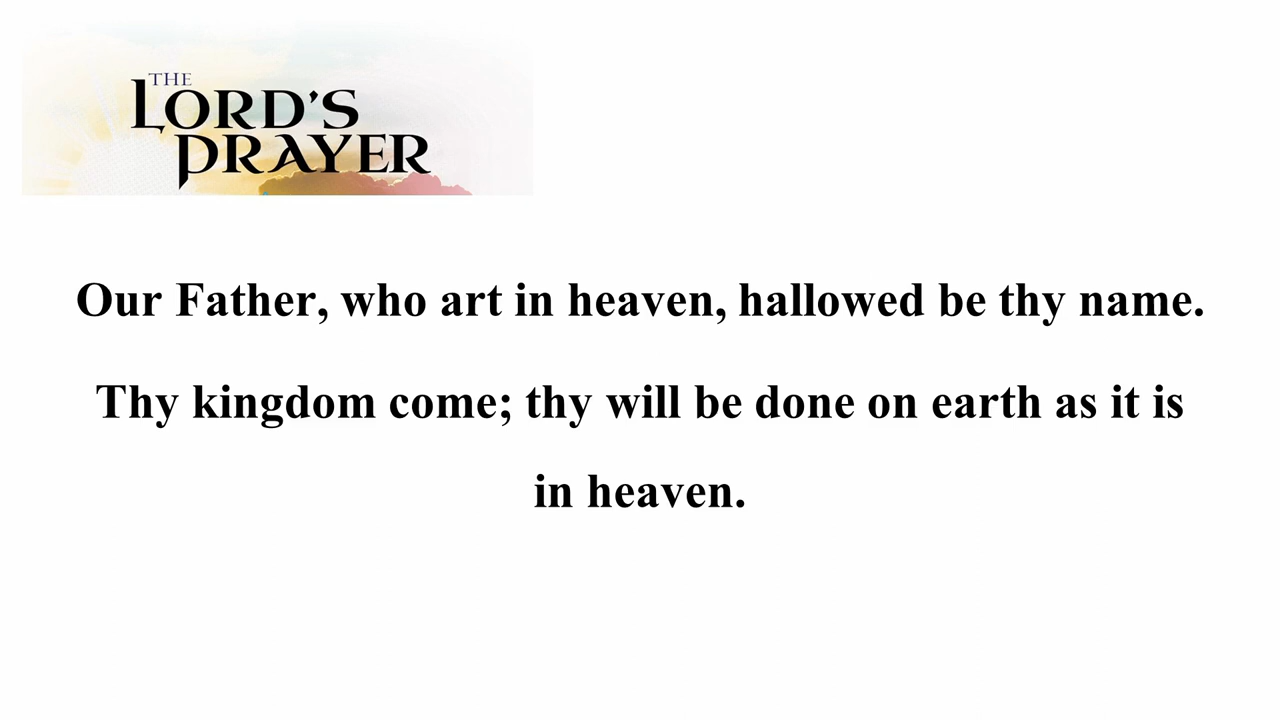 THE
LORD'S
PRAYER
Our Father, who art in heaven, hallowed be thy name.
Thy kingdom come; thy will be done on earth as it is
in heaven.